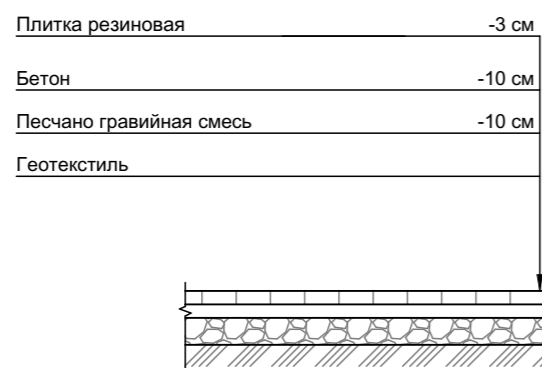 Плитка резиновая -3 см
Бетон -10 см
Песчано гравийная смесь -10 см
Геотекстиль